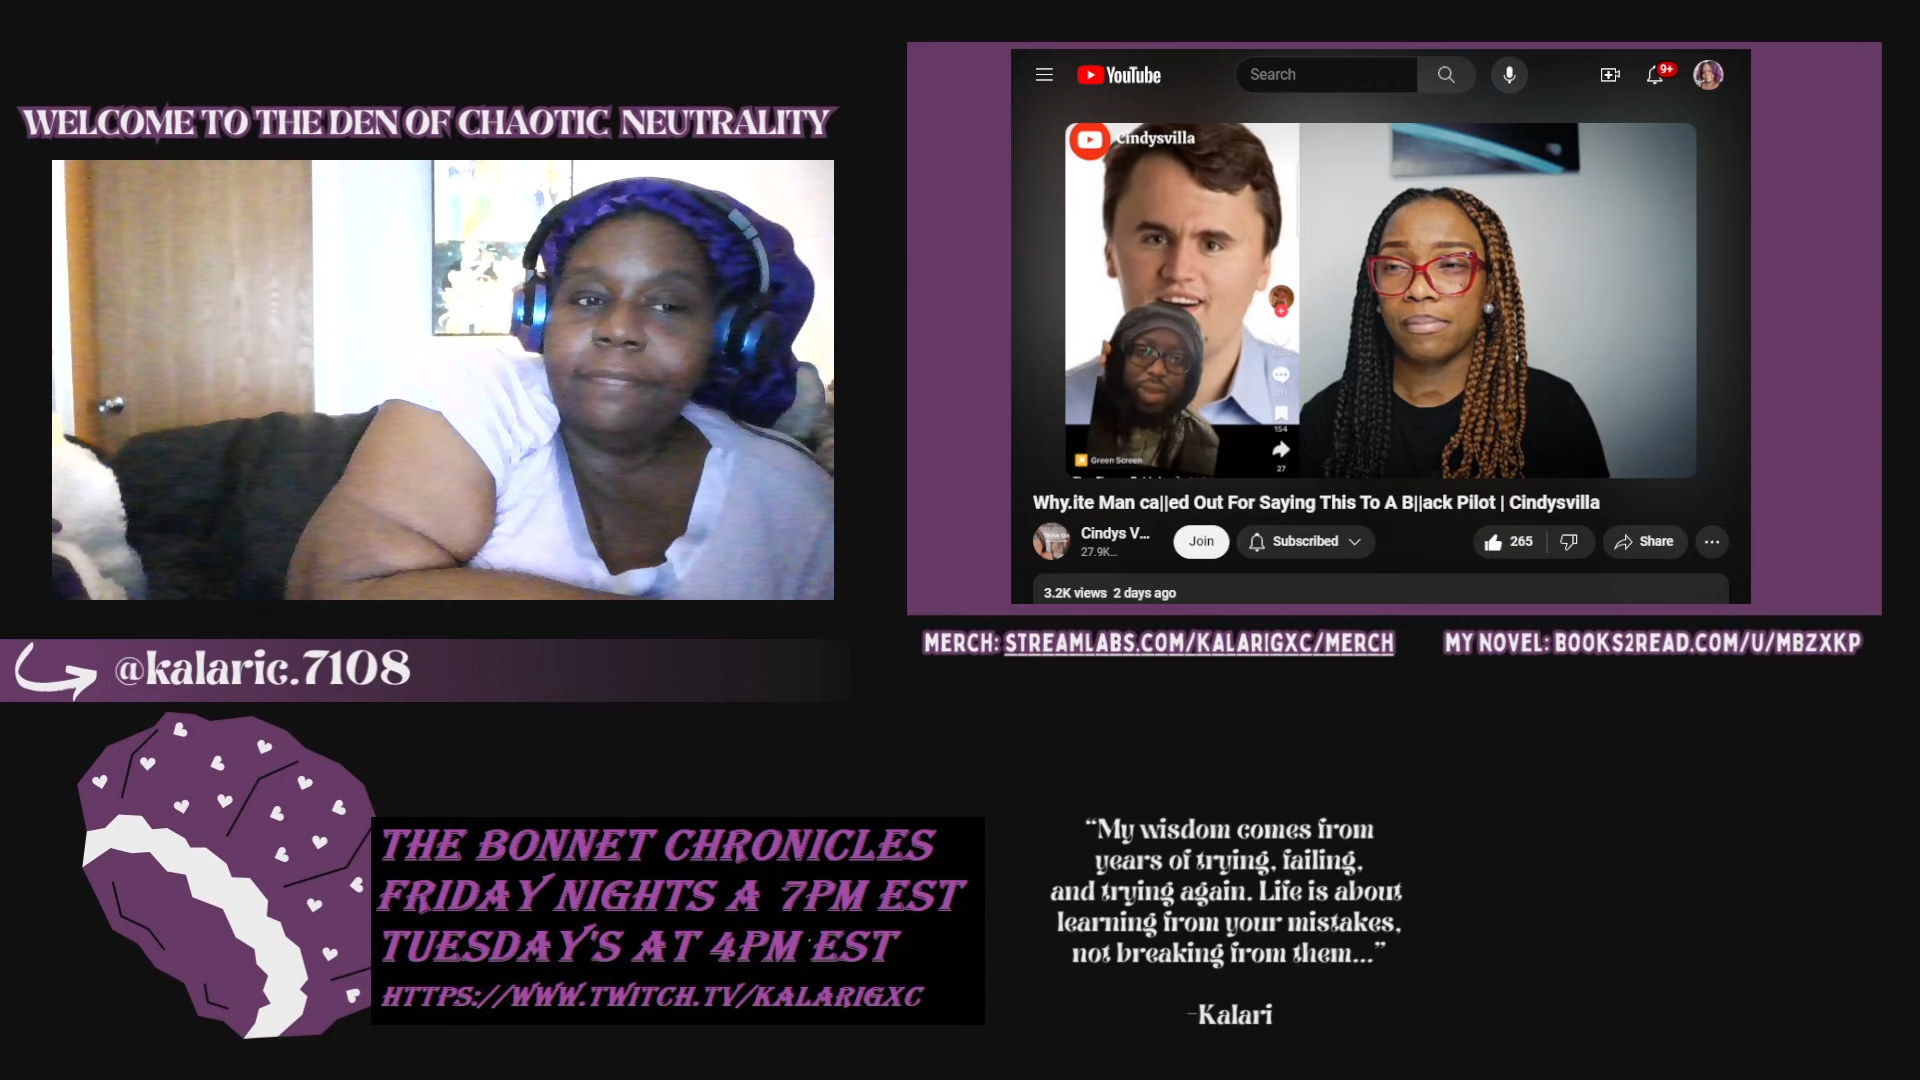 WELCOME TO THE DEN OF CHAOTIC NEUTRALITY
YouTube
Search
9+
Cindysvilla
154
27
Green Screen
Why.ite Man ca||ed Out For Saying This To A B||ack Pilot | Cindysvilla
Cindys V...
27.9K...
Join
Subscribed
265
Share
3.2K views 2 days ago
MERCH: STREAMLABS.COM/KALARIGXC/MERCH
MY NOVEL: BOOKS2READ.COM/U/MBZXKP
@kalaric.7108
THE BONNET CHRONICLES
FRIDAY NIGHTS A 7PM EST
TUESDAY'S AT 4PM EST
HTTPS://WWW.TWITCH.TV/KALARIGXC
“My wisdom comes from
years of trying, failing,
and trying again. Life is about
learning from your mistakes,
not breaking from them...”
-Kalari